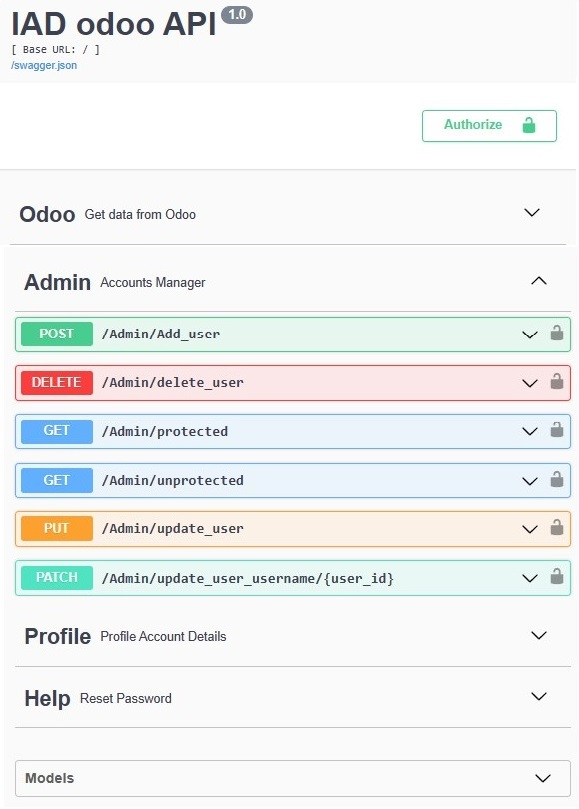 IAD odoo API 1.0
[ Base URL: / ]
/swagger.json
Authorize
Odoo Get data from Odoo
Admin Accounts Manager
POST /Admin/Add_user
DELETE /Admin/delete_user
GET /Admin/protected
GET /Admin/unprotected
PUT /Admin/update_user
PATCH /Admin/update_user_username/{user_id}
Profile Profile Account Details
Help Reset Password
Models